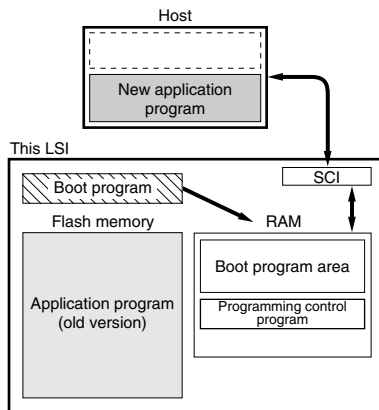 Host
New application
program
This LSI
SCI
Boot program
Flash memory
RAM
Boot program area
Application program
(old version)
Programming control
program